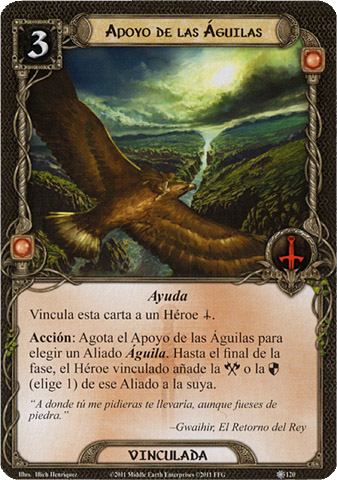 3
APOYO DE LAS ÁGUILAS
Ayuda
Vincula esta carta a un Héroe .
Acción: Agota el Apoyo de las Águilas para
elegir un Aliado Águila. Hasta el final de la
fase, el Héroe vinculado añade la o la
(elige 1) de ese Aliado a la suya.
“A donde tú me pidieras te llevaría, aunque fueses de
piedra.”
–Gwaihir, El Retorno del Rey
VINCULADA
Illus. Illich Henriquez
©2011 Middle Earth Enterprises ©2011 FFG
120